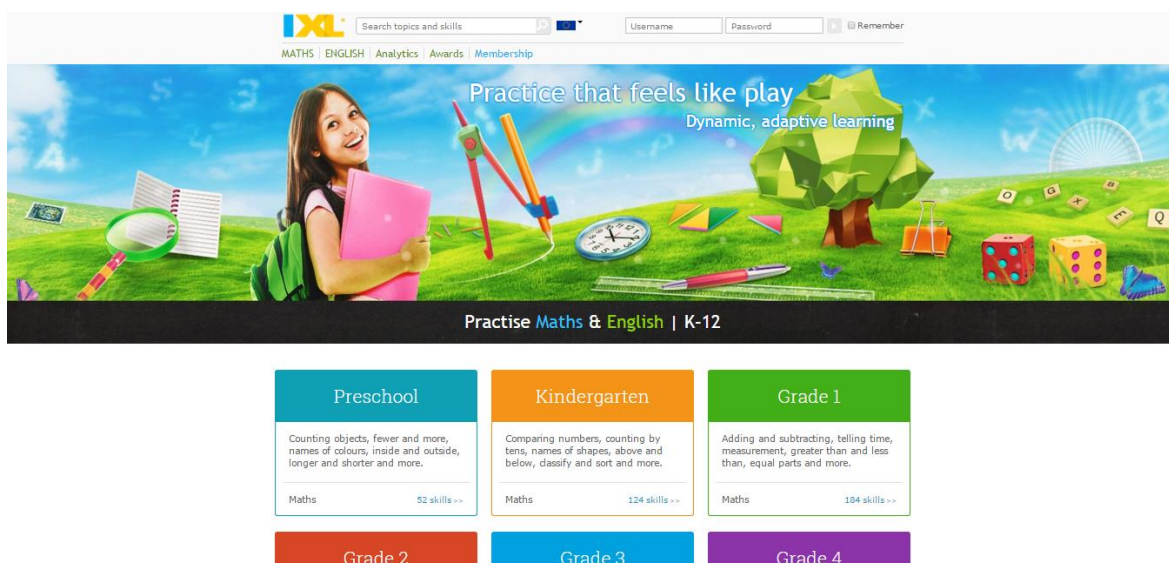 IXL
Search topics and skills
Username
Password
Remember
MATHS | ENGLISH | Analytics | Awards | Membership
Practice that feels like play
Dynamic, adaptive learning
Practise Maths & English | K-12
Preschool
Counting objects, fewer and more,
names of colours, inside and outside,
longer and shorter and more.
Maths 52 skills >>
Kindergarten
Comparing numbers, counting by
tens, names of shapes, above and
below, classify and sort and more.
Maths 124 skills >>
Grade 1
Adding and subtracting, telling time,
measurement, greater than and less
than, equal parts and more.
Maths 184 skills >>
Grade 2
Grade 3
Grade 4